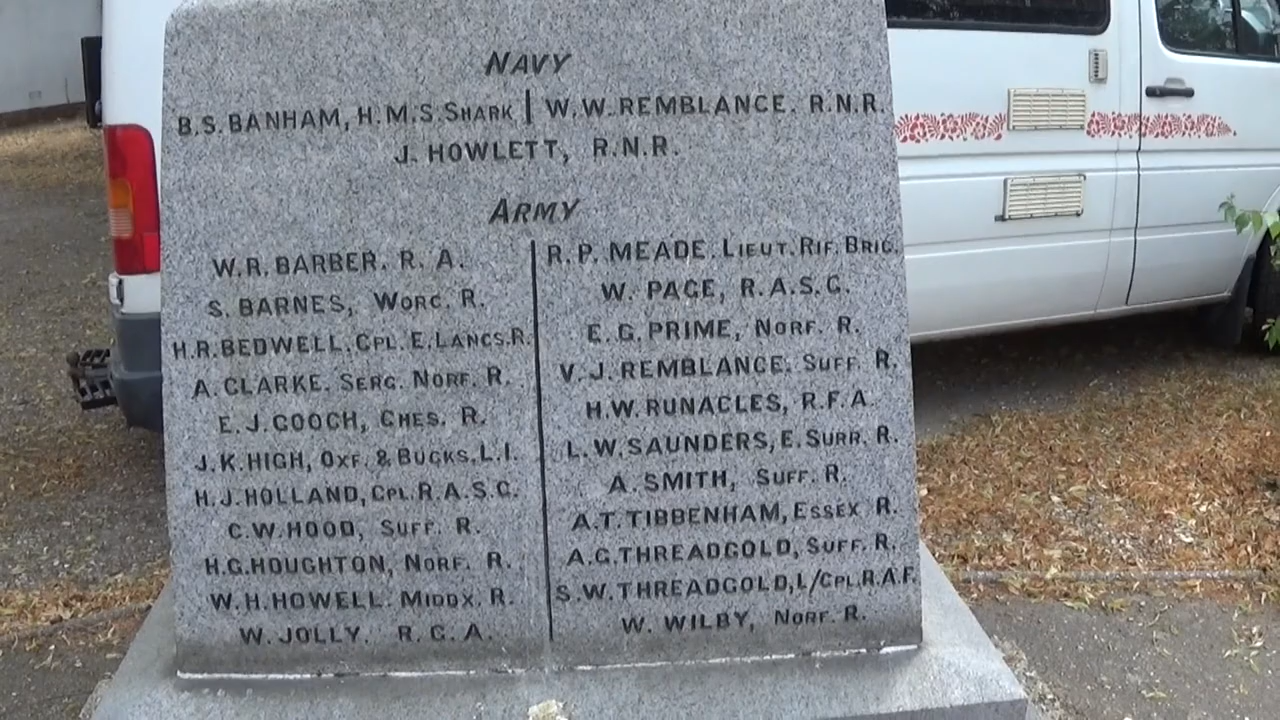 NAVY
B.S. BANHAM, H.M.S. SHARK
W.W. REMBLANCE. R.N.R.
J. HOWLETT, R.N.R.
ARMY
W.R. BARBER. R. A.
S. BARNES, WORC. R.
H.R. BEDWELL. CPL. E. LANCS. R.
A. CLARKE. SERG. NORF. R.
E.J. GOOCH, CHES. R.
J.K. HIGH, OXF. & BUCKS. L.I.
H.J. HOLLAND, CPL. R.A.S.C.
C.W. HOOD, SUFF. R.
H.G. HOUGHTON, NORF. R.
W.H. HOWELL. MIDDX. R.
W. JOLLY. R.G.A.
R.P. MEADE. LIEUT. RIF. BRIG.
W. PAGE, R.A.S.C.
E.G. PRIME, NORF. R.
V.J. REMBLANCE. SUFF. R.
H.W. RUNACLES, R.F.A.
L.W. SAUNDERS, E. SURR. R.
A. SMITH, SUFF. R.
A.T. TIBBENHAM, ESSEX R.
A.G. THREADGOLD, SUFF. R.
S.W. THREADGOLD, L/CPL. R.A.F.
W. WILBY, NORF. R.